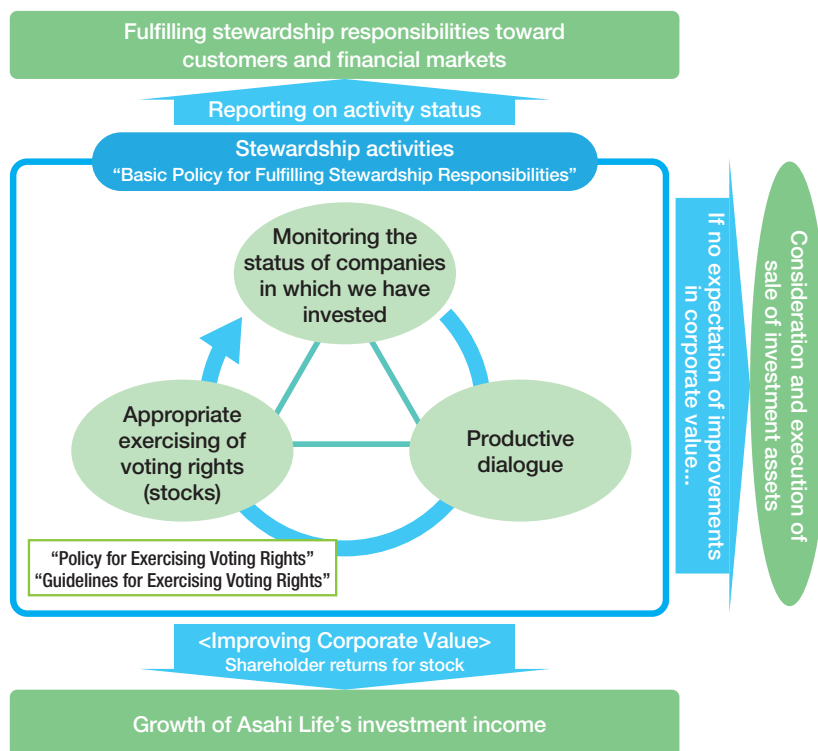 Fulfilling stewardship responsibilities toward
customers and financial markets
Reporting on activity status
Stewardship activities
“Basic Policy for Fulfilling Stewardship Responsibilities”
Monitoring the
status of companies
in which we have
invested
Appropriate
exercising of
voting rights
(stocks)
Productive
dialogue
“Policy for Exercising Voting Rights”
“Guidelines for Exercising Voting Rights”
If no expectation of improvements
in corporate value...
Consideration and execution of
sale of investment assets
<Improving Corporate Value>
Shareholder returns for stock
Growth of Asahi Life’s investment income